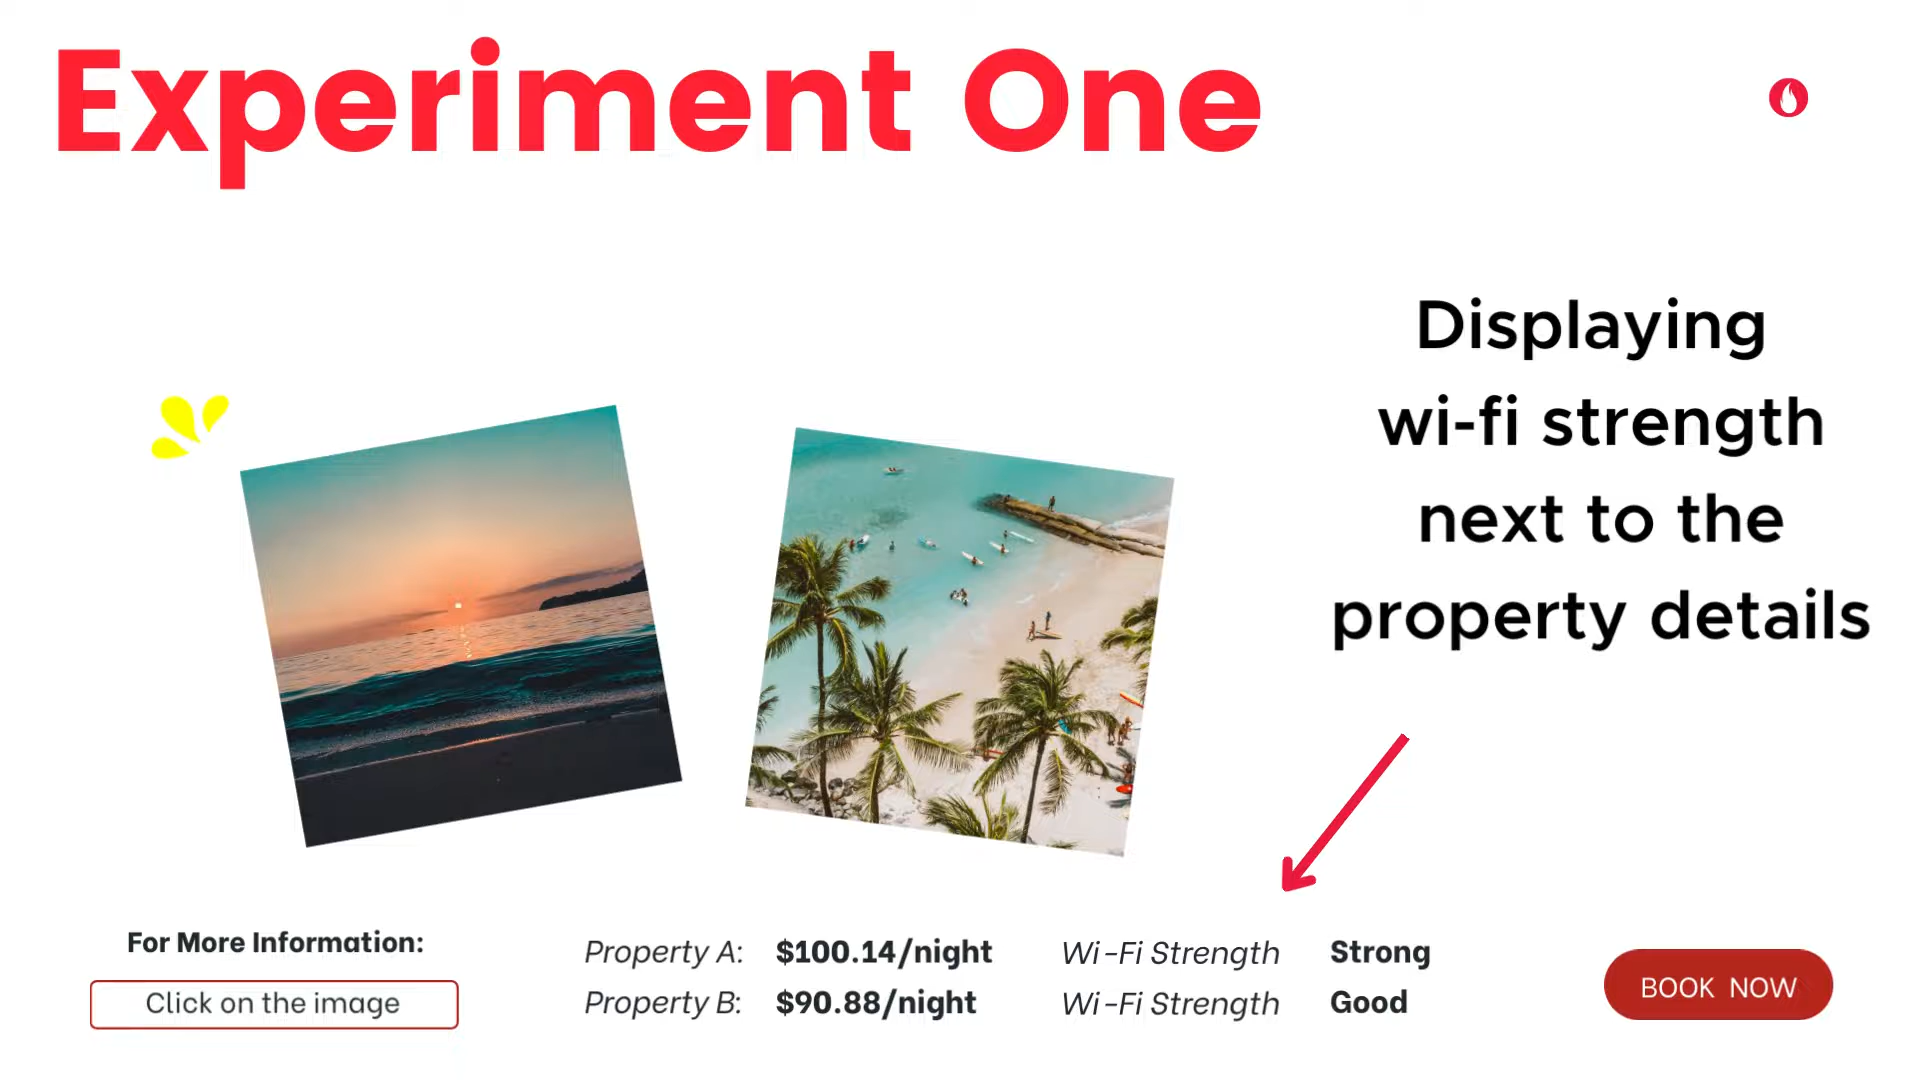 Experiment One
Displaying
wi-fi strength
next to the
property details
For More Information:
Click on the image
Property A: $100.14/night Wi-Fi Strength Strong
Property B: $90.88/night Wi-Fi Strength Good
BOOK NOW